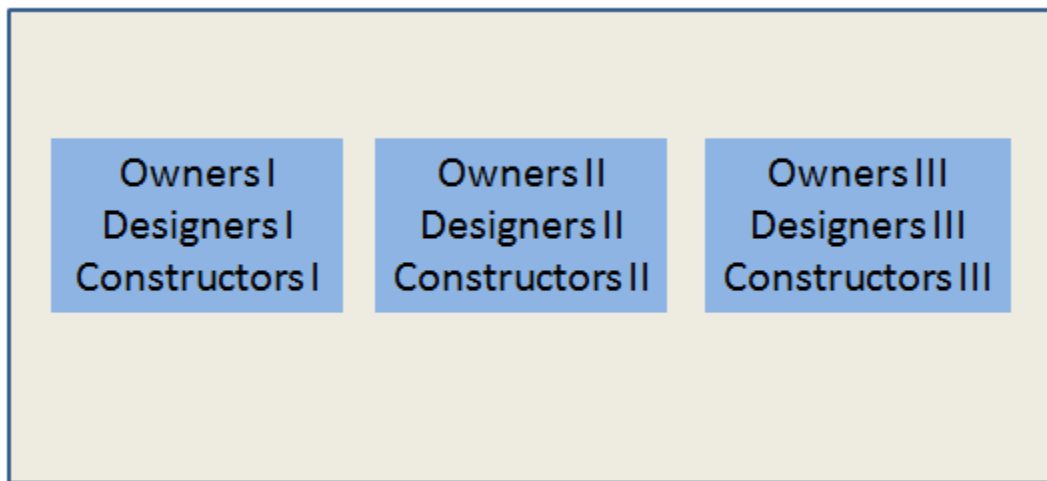 Owners I
Designers I
Constructors I
Owners II
Designers II
Constructors II
Owners III
Designers III
Constructors III